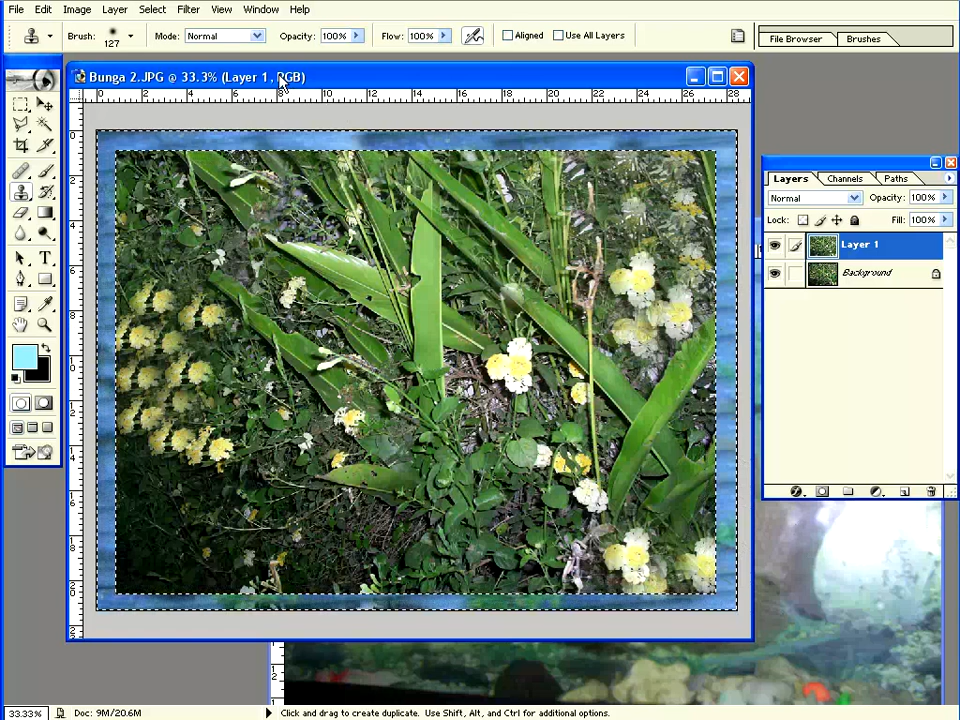 File Edit Image Layer Select Filter View Window Help
Brush: 127 Mode: Normal Opacity: 100% Flow: 100% Aligned Use All Layers File Browser Brushes
Bunga 2.JPG @ 33.3% (Layer 1, RGB)
0 2 4 6 8 10 12 14 16 18 20 22 24 26 28
Layers Channels Paths
Normal Opacity: 100%
Lock: Fill: 100%
Layer 1
Background
33.33% Doc: 9M/20.6M Click and drag to create duplicate. Use Shift, Alt, and Ctrl for additional options.